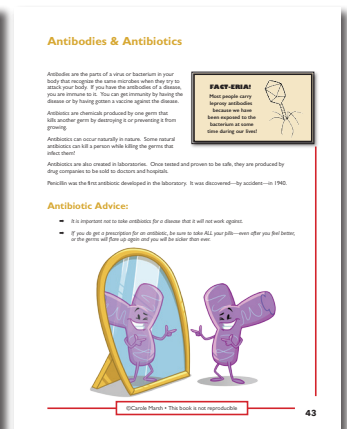 Antibodies & Antibiotics
Antibodies are the parts of a virus or bacterium in your
body that recognize the same microbes when they try to
attack your body. If you have the antibodies of a disease,
you are immune to it. You can get immunity by having the
disease or by having gotten a vaccine against the disease.
Antibiotics are chemicals produced by one germ that
kills another germ by destroying it or preventing it from
growing.
Antibiotics can occur naturally in nature. Some natural
antibiotics can kill a person while killing the germs that
infect them!
FACT-ERIA!
Most people carry
leprosy antibodies
because we have
been exposed to the
bacterium at some
time during our lives!
Antibiotics are also created in laboratories. Once tested and proven to be safe, they are produced by
drug companies to be sold to doctors and hospitals.
Penicillin was the first antibiotic developed in the laboratory. It was discovered—by accident—in 1940.
Antibiotic Advice:
➡ It is important not to take antibiotics for a disease that it will not work against.
➡ If you do get a prescription for an antibiotic, be sure to take ALL your pills—even after you feel better,
or the germs will flare up again and you will be sicker than ever.
©Carole Marsh • This book is not reproducible
43